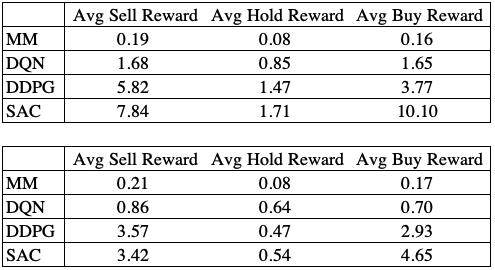 Avg Sell Reward Avg Hold Reward Avg Buy Reward
MM 0.19 0.08 0.16
DQN 1.68 0.85 1.65
DDPG 5.82 1.47 3.77
SAC 7.84 1.71 10.10
Avg Sell Reward Avg Hold Reward Avg Buy Reward
MM 0.21 0.08 0.17
DQN 0.86 0.64 0.70
DDPG 3.57 0.47 2.93
SAC 3.42 0.54 4.65